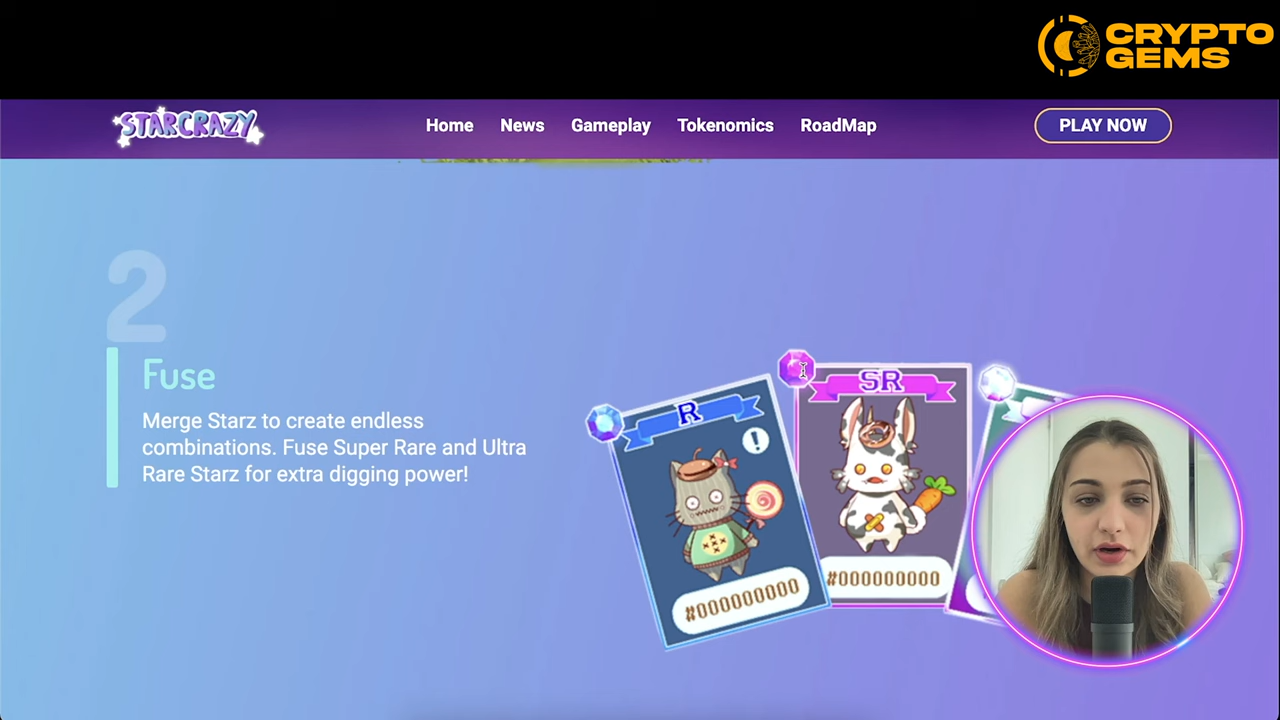 CRYPTO
GEMS
STARCRAZY
Home
News
Gameplay
Tokenomics
RoadMap
PLAY NOW
2
Fuse
Merge Starz to create endless
combinations. Fuse Super Rare and Ultra
Rare Starz for extra digging power!
R
!
#000000000
SR
#000000000